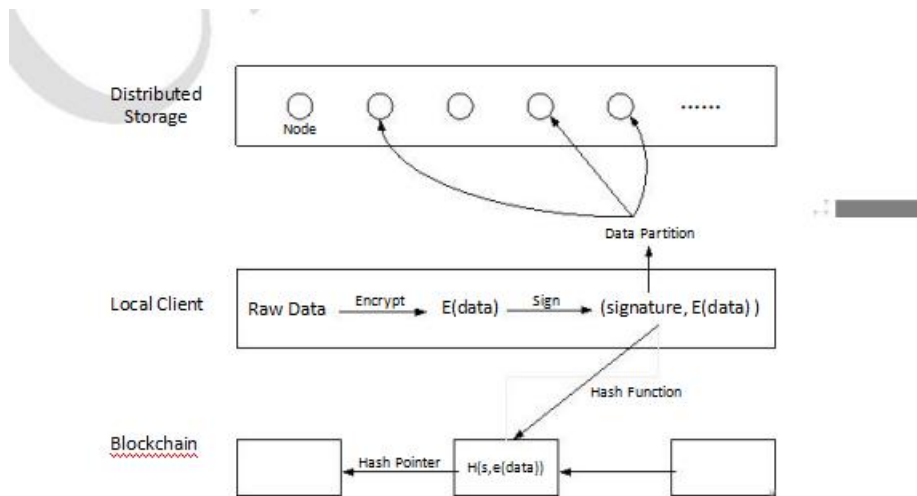 Distributed
Storage
Node
......
Data Partition
Local Client
Raw Data
Encrypt
E(data)
Sign
(signature, E(data) )
Hash Function
Blockchain
Hash Pointer
H(s,e(data))